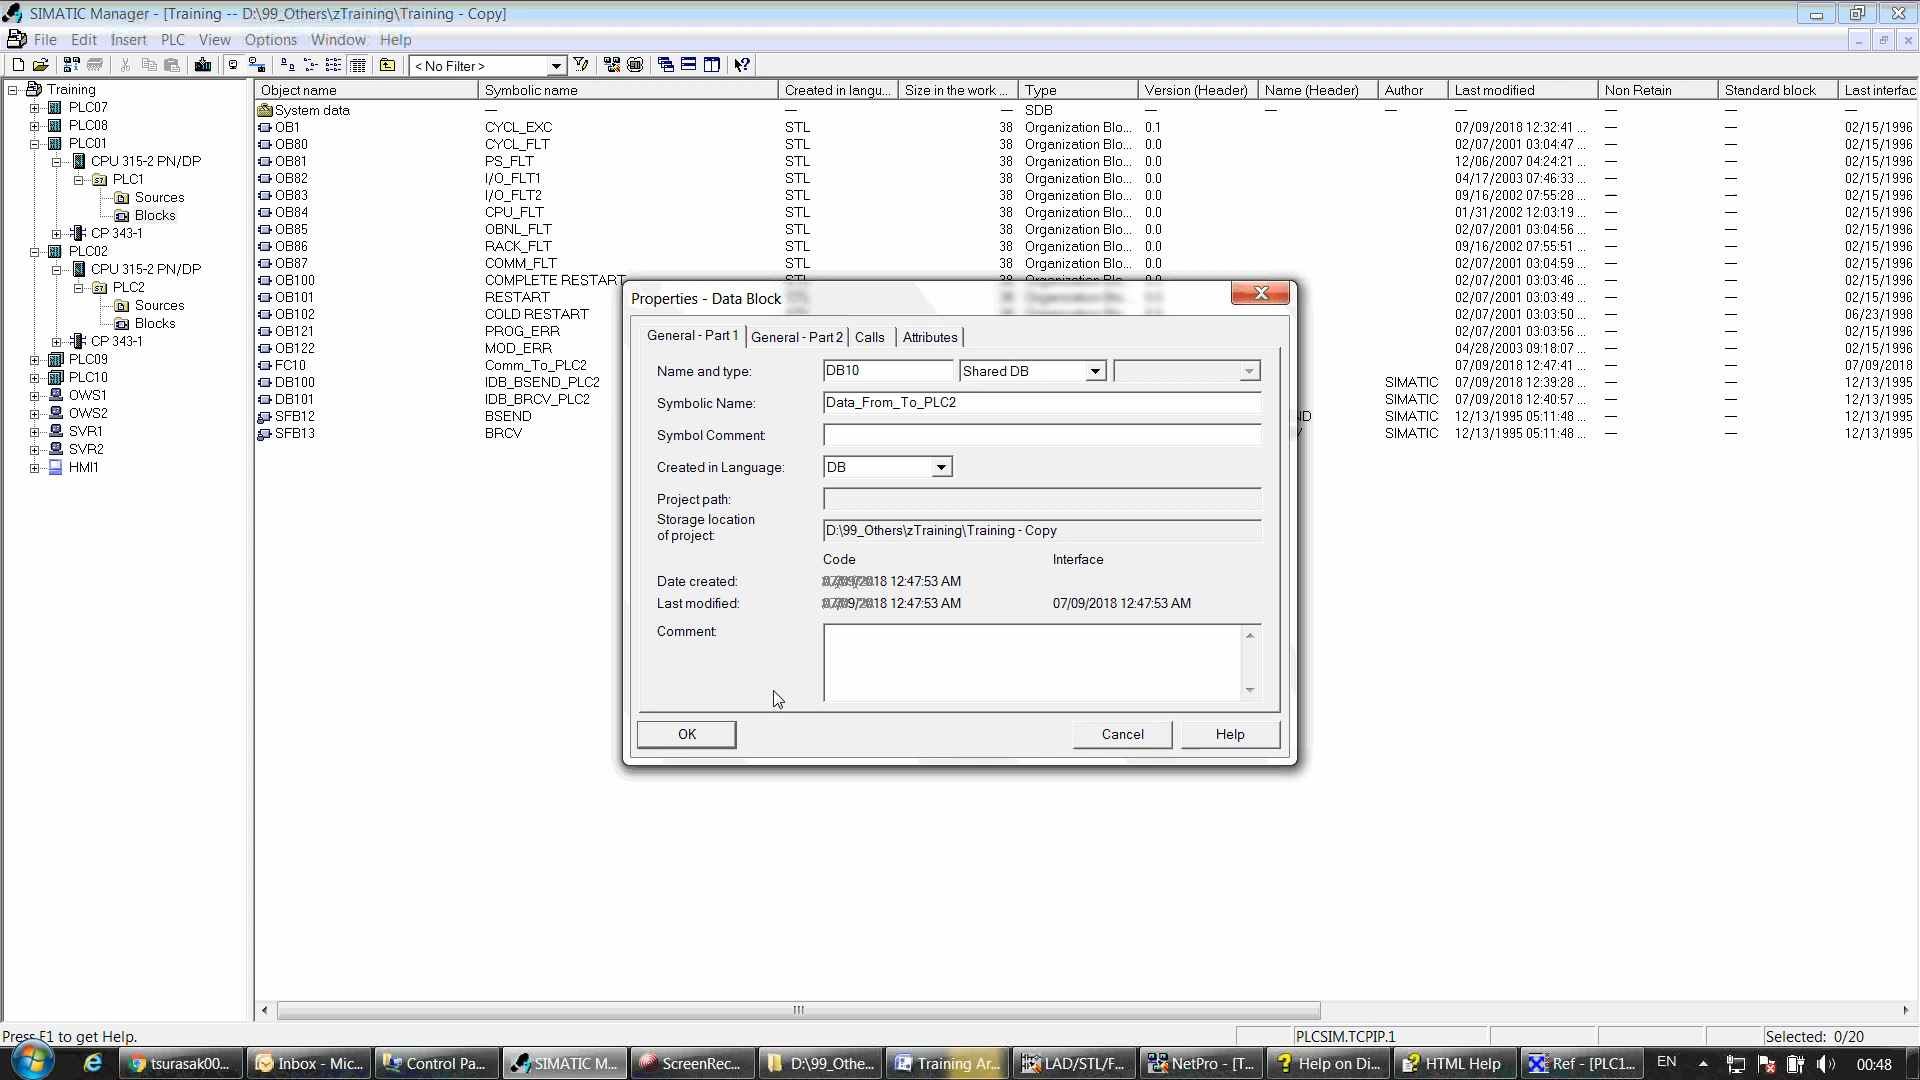 SIMATIC Manager - [Training -- D:\99_Others\zTraining\Training - Copy]
File Edit Insert PLC View Options Window Help
< No Filter >
Training
PLC07
PLC08
PLC01
CPU 315-2 PN/DP
PLC1
Sources
Blocks
CP 343-1
PLC02
CPU 315-2 PN/DP
PLC2
Sources
Blocks
CP 343-1
PLC09
PLC10
OWS1
OWS2
SVR1
SVR2
HMI1
Object name Symbolic name Created in langu... Size in the work ... Type Version (Header) Name (Header) Author Last modified Non Retain Standard block Last interfac
System data — — — SDB — — — — — — —
OB1 CYCL_EXC STL 38 Organization Blo... 0.1 07/09/2018 12:32:41 ... — — 02/15/1996
OB80 CYCL_FLT STL 38 Organization Blo... 0.0 02/07/2001 03:04:47 ... — — 02/15/1996
OB81 PS_FLT STL 38 Organization Blo... 0.0 12/06/2007 04:24:21 ... — — 02/15/1996
OB82 I/O_FLT1 STL 38 Organization Blo... 0.0 04/17/2003 07:46:33 ... — — 02/15/1996
OB83 I/O_FLT2 STL 38 Organization Blo... 0.0 09/16/2002 07:55:28 ... — — 02/15/1996
OB84 CPU_FLT STL 38 Organization Blo... 0.0 01/31/2002 12:03:19 ... — — 02/15/1996
OB85 OBNL_FLT STL 38 Organization Blo... 0.0 02/07/2001 03:04:56 ... — — 02/15/1996
OB86 RACK_FLT STL 38 Organization Blo... 0.0 09/16/2002 07:55:51 ... — — 02/15/1996
OB87 COMM_FLT STL 38 Organization Blo... 0.0 02/07/2001 03:04:59 ... — — 02/15/1996
OB100 COMPLETE RESTART 02/07/2001 03:03:46 ... — — 02/15/1996
OB101 RESTART 02/07/2001 03:03:49 ... — — 02/15/1996
OB102 COLD RESTART 02/07/2001 03:03:50 ... — — 06/23/1998
OB121 PROG_ERR 02/07/2001 03:03:56 ... — — 02/15/1996
OB122 MOD_ERR 04/28/2003 09:18:07 ... — — 02/15/1996
FC10 Comm_To_PLC2 07/09/2018 12:47:41 ... — — 07/09/2018
DB100 IDB_BSEND_PLC2 SIMATIC 07/09/2018 12:39:28 ... — — 12/13/1995
DB101 IDB_BRCV_PLC2 SIMATIC 07/09/2018 12:40:57 ... — — 12/13/1995
SFB12 BSEND SIMATIC 12/13/1995 05:11:48 ... — — 12/13/1995
SFB13 BRCV SIMATIC 12/13/1995 05:11:48 ... — — 12/13/1995
Properties - Data Block
General - Part 1 General - Part 2 Calls Attributes
Name and type: DB10 Shared DB
Symbolic Name: Data_From_To_PLC2
Symbol Comment:
Created in Language: DB
Project path:
Storage location
of project: D:\99_Others\zTraining\Training - Copy
Code Interface
Date created: 12:47:53 AM
Last modified: 12:47:53 AM 07/09/2018 12:47:53 AM
Comment:
OK Cancel Help
Press F1 to get Help. PLCSIM.TCPIP.1 Selected: 0/20
tsurasak00... Inbox - Mic... Control Pa... SIMATIC M... ScreenRec... D:\99_Othe... Training Ar... LAD/STL/F... NetPro - [T... Help on Di... HTML Help Ref - [PLC1... EN 00:48